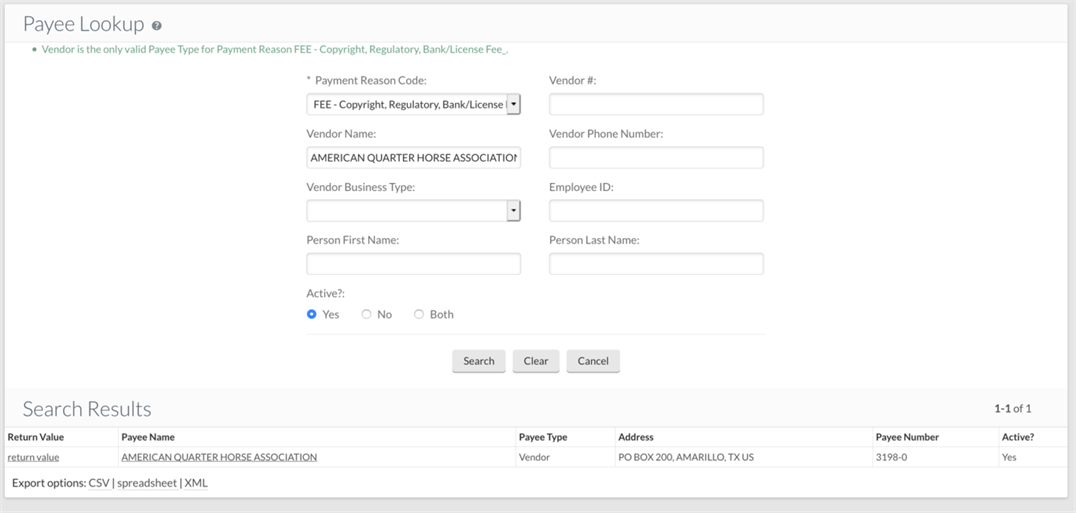 Payee Lookup ?
• Vendor is the only valid Payee Type for Payment Reason FEE - Copyright, Regulatory, Bank/License Fee_.
* Payment Reason Code: Vendor #:
FEE - Copyright, Regulatory, Bank/License
Vendor Name: Vendor Phone Number:
AMERICAN QUARTER HORSE ASSOCIATION
Vendor Business Type: Employee ID:
Person First Name: Person Last Name:
Active?:
Yes No Both
Search Clear Cancel
Search Results 1-1 of 1
Return Value Payee Name Payee Type Address Payee Number Active?
return value AMERICAN QUARTER HORSE ASSOCIATION Vendor PO BOX 200, AMARILLO, TX US 3198-0 Yes
Export options: CSV | spreadsheet | XML